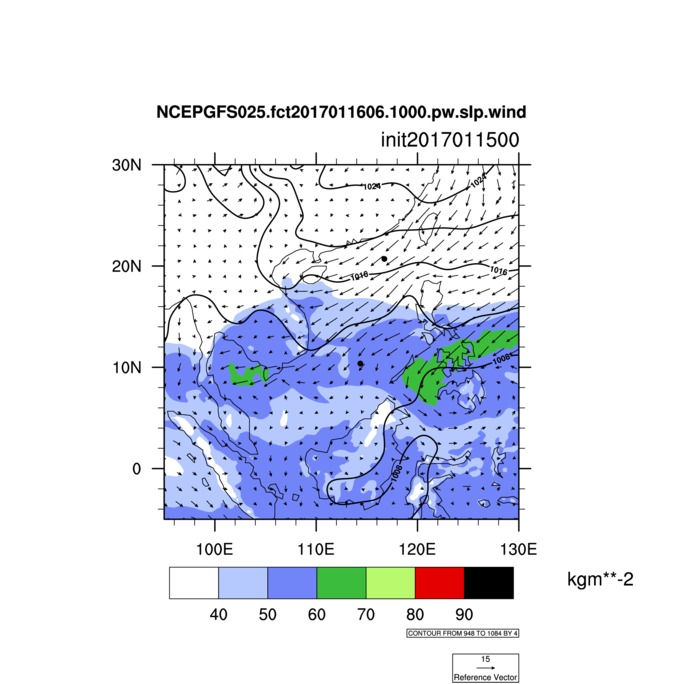 NCEPGFS025.fct2017011606.1000.pw.slp.wind
init2017011500
30N
1024
1024
20N
1016
1016
10N
1008
0
1008
100E
110E
120E
130E
kgm**-2
40
50
60
70
80
90
CONTOUR FROM 948 TO 1084 BY 4
15
Reference Vector